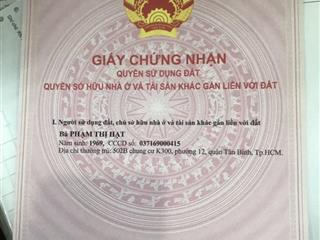 GIẤY CHỨNG NHẬN
QUYỀN SỬ DỤNG ĐẤT
QUYỀN SỞ HỮU NHÀ Ở VÀ TÀI SẢN KHÁC GẮN LIỀN VỚI ĐẤT
I. Người sử dụng đất, chủ sở hữu nhà ở và tài sản khác gắn liền với đất
Bà PHẠM THỊ HẠT
Năm sinh: 1969, CCCD số: 037169000415
Địa chỉ thường trú: 502B chung cư K300, phường 12, quận Tân Bình, Tp.HCM.